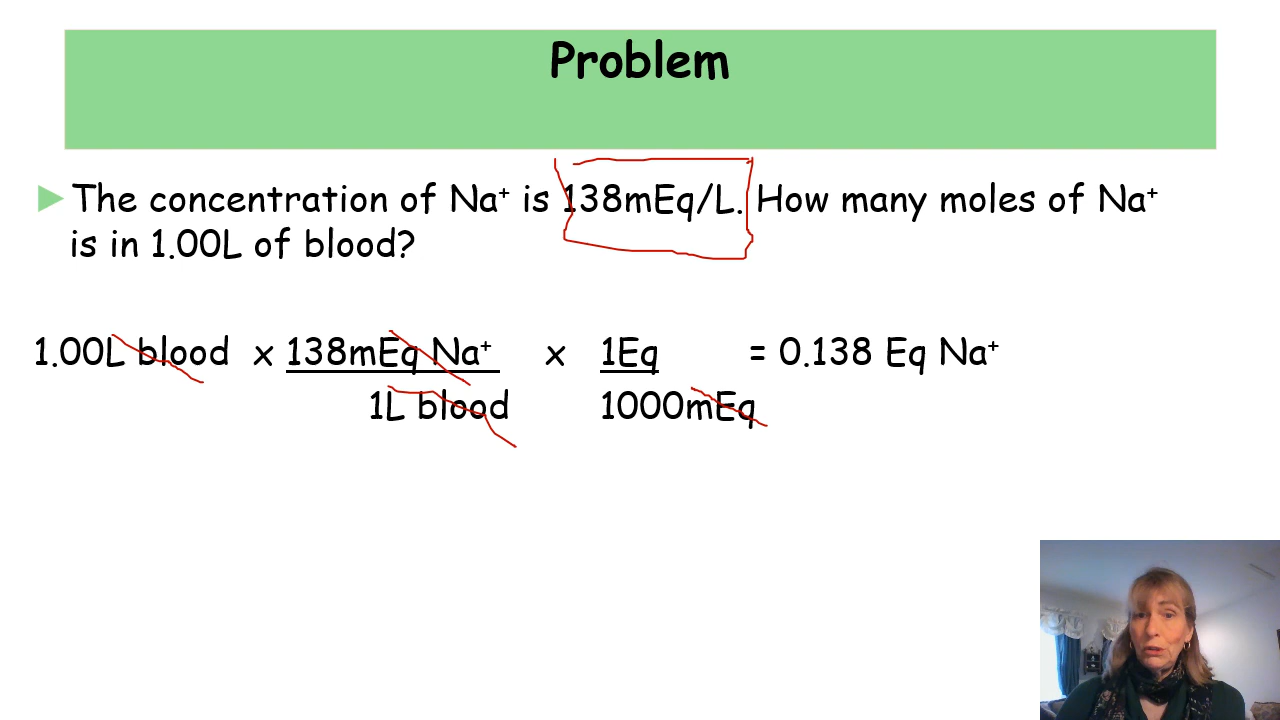 Problem
The concentration of Na⁺ is 138mEq/L. How many moles of Na⁺
is in 1.00L of blood?
1.00L blood x 138mEq Na⁺ x 1Eq = 0.138 Eq Na⁺
1L blood 1000mEq